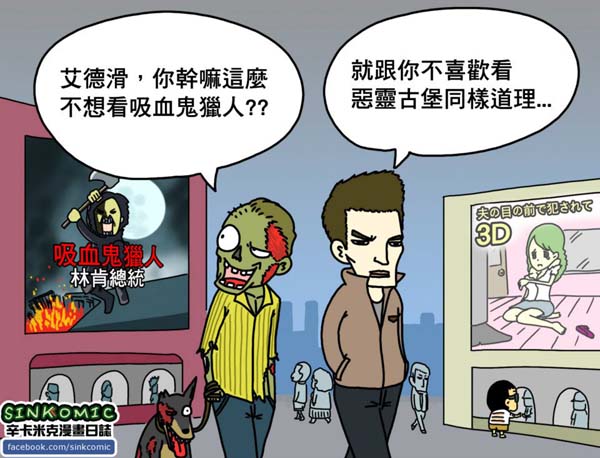 艾德滑，你幹嘛這麼
不想看吸血鬼獵人??
就跟你不喜歡看
惡靈古堡同樣道理...
吸血鬼獵人
林肯總統
夫の目の前で犯されて
3D
SINKOMIC
辛卡米克漫畫日誌
facebook.com/sinkcomic